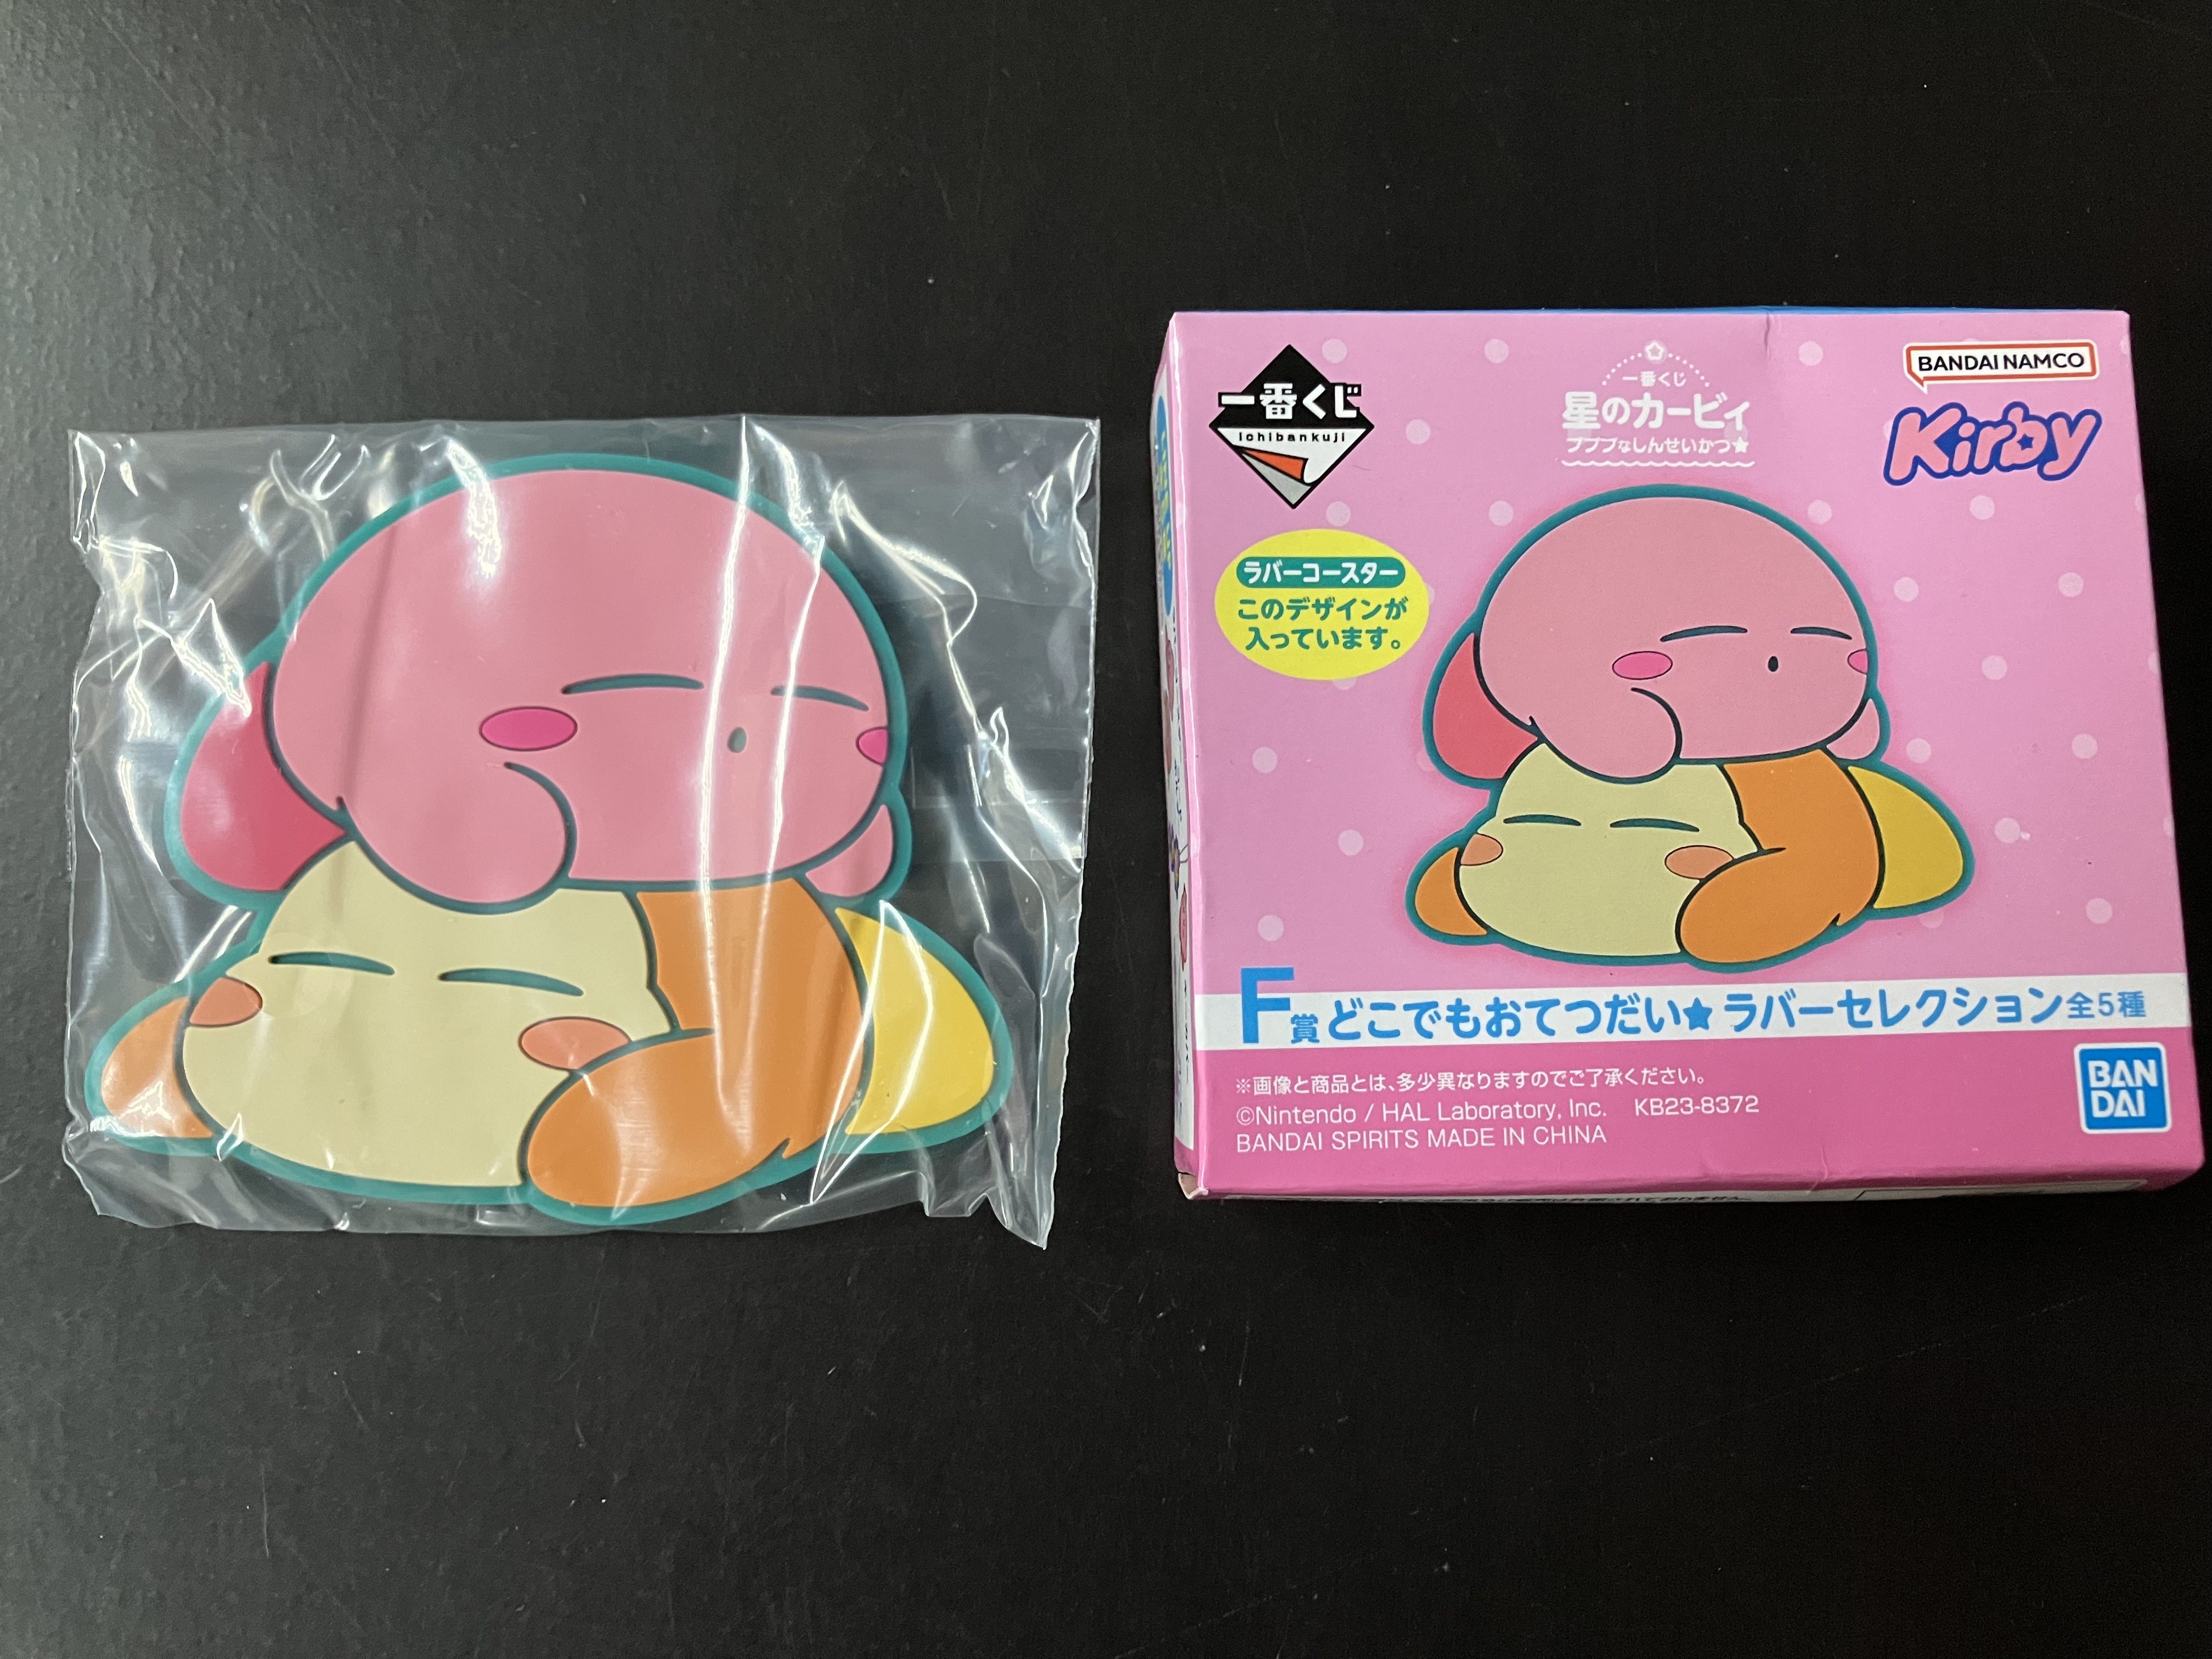 一番くじ
ichibankuji
一番くじ
星のカービィ
プププなしんせいかつ★
BANDAI NAMCO
Kirby
ラバーコースター
このデザインが
入っています。
F賞 どこでもおてつだい★ラバーセレクション 全5種
※画像と商品とは、多少異なりますのでご了承ください。
©Nintendo / HAL Laboratory, Inc. KB23-8372
BANDAI SPIRITS MADE IN CHINA
BAN
DAI